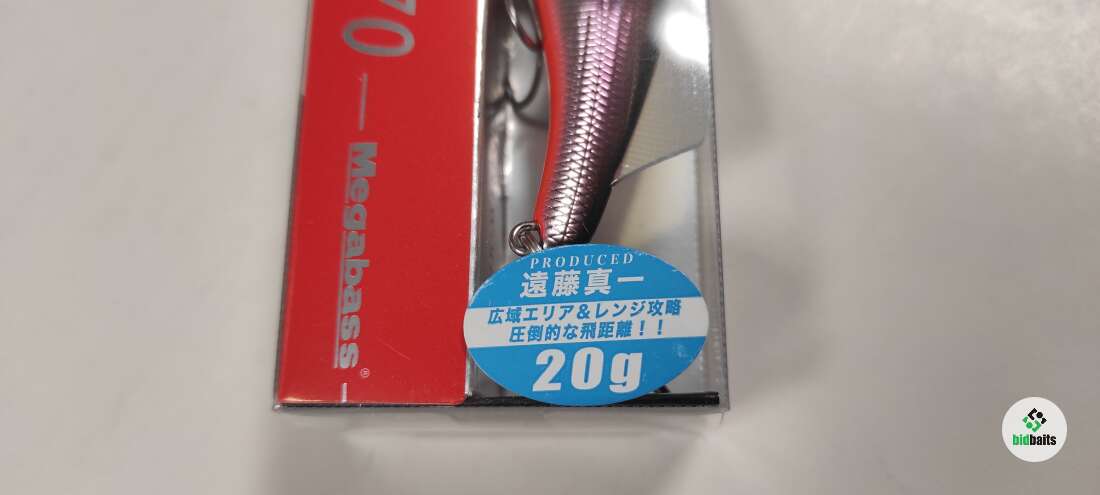 70
Megabass®
PRODUCED
遠藤真一
広域エリア&レンジ攻略
圧倒的な飛距離!!
20g
bidbaits